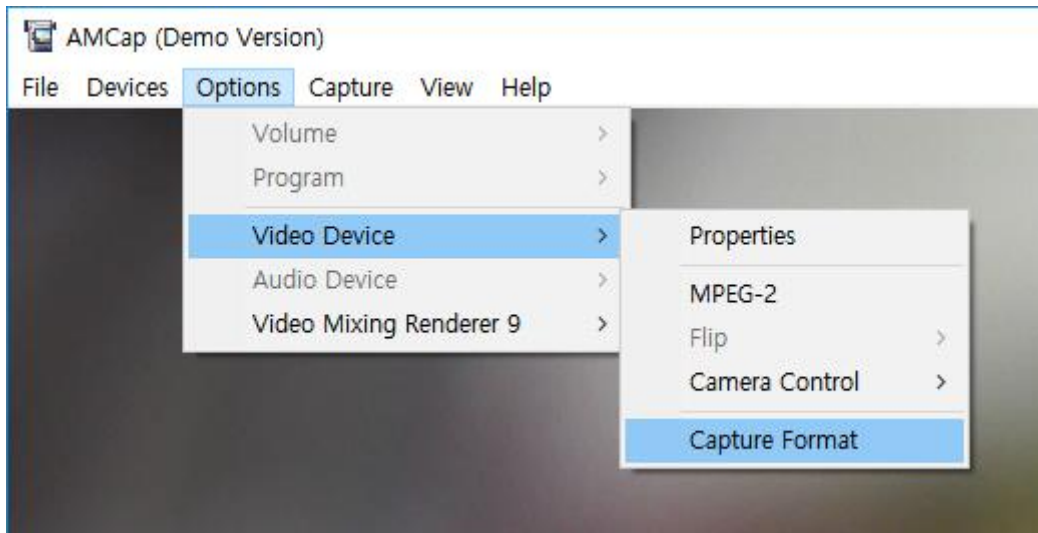 AMCap (Demo Version)
File Devices Options Capture View Help
Volume
Program
Video Device
Audio Device
Video Mixing Renderer 9
Properties
MPEG-2
Flip
Camera Control
Capture Format